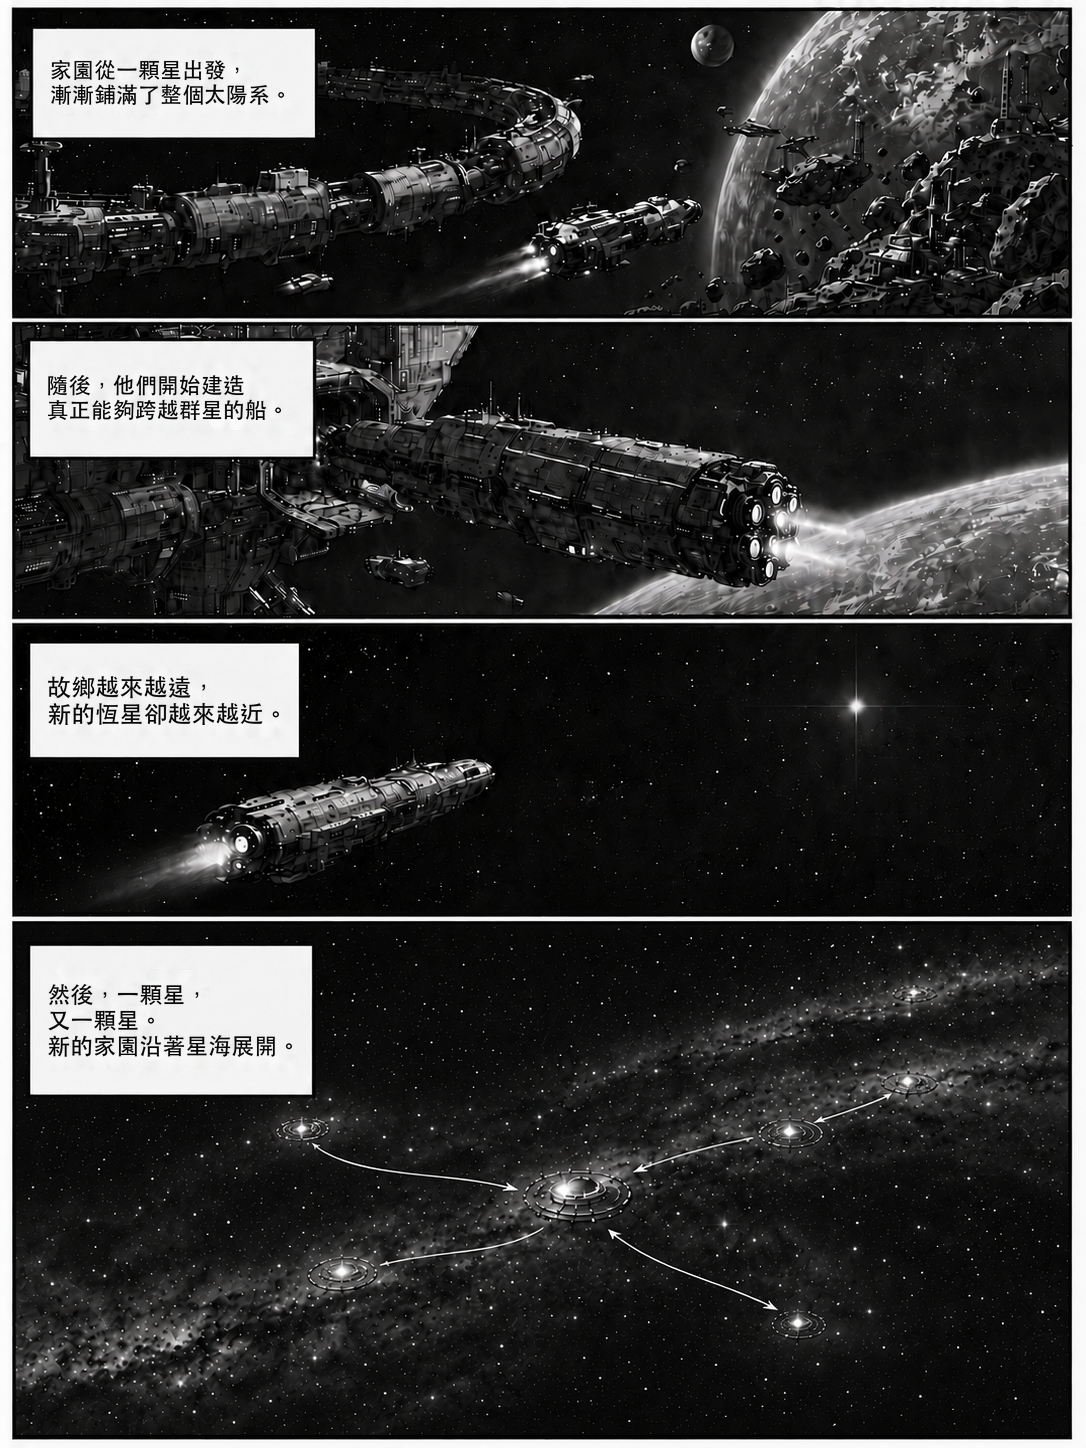 家園從一顆星出發，
漸漸鋪滿了整個太陽系。
隨後，他們開始建造
真正能夠跨越群星的船。
故鄉越來越遠，
新的恆星卻越來越近。
然後，一顆星，
又一顆星。
新的家園沿著星海展開。